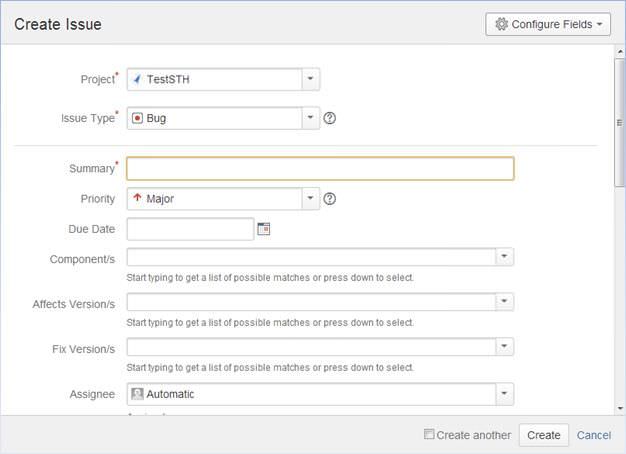 Create Issue
Configure Fields
Project*
TestSTH
Issue Type*
Bug
Summary*
Priority
Major
Due Date
Component/s
Start typing to get a list of possible matches or press down to select.
Affects Version/s
Start typing to get a list of possible matches or press down to select.
Fix Version/s
Start typing to get a list of possible matches or press down to select.
Assignee
Automatic
Create another
Create
Cancel